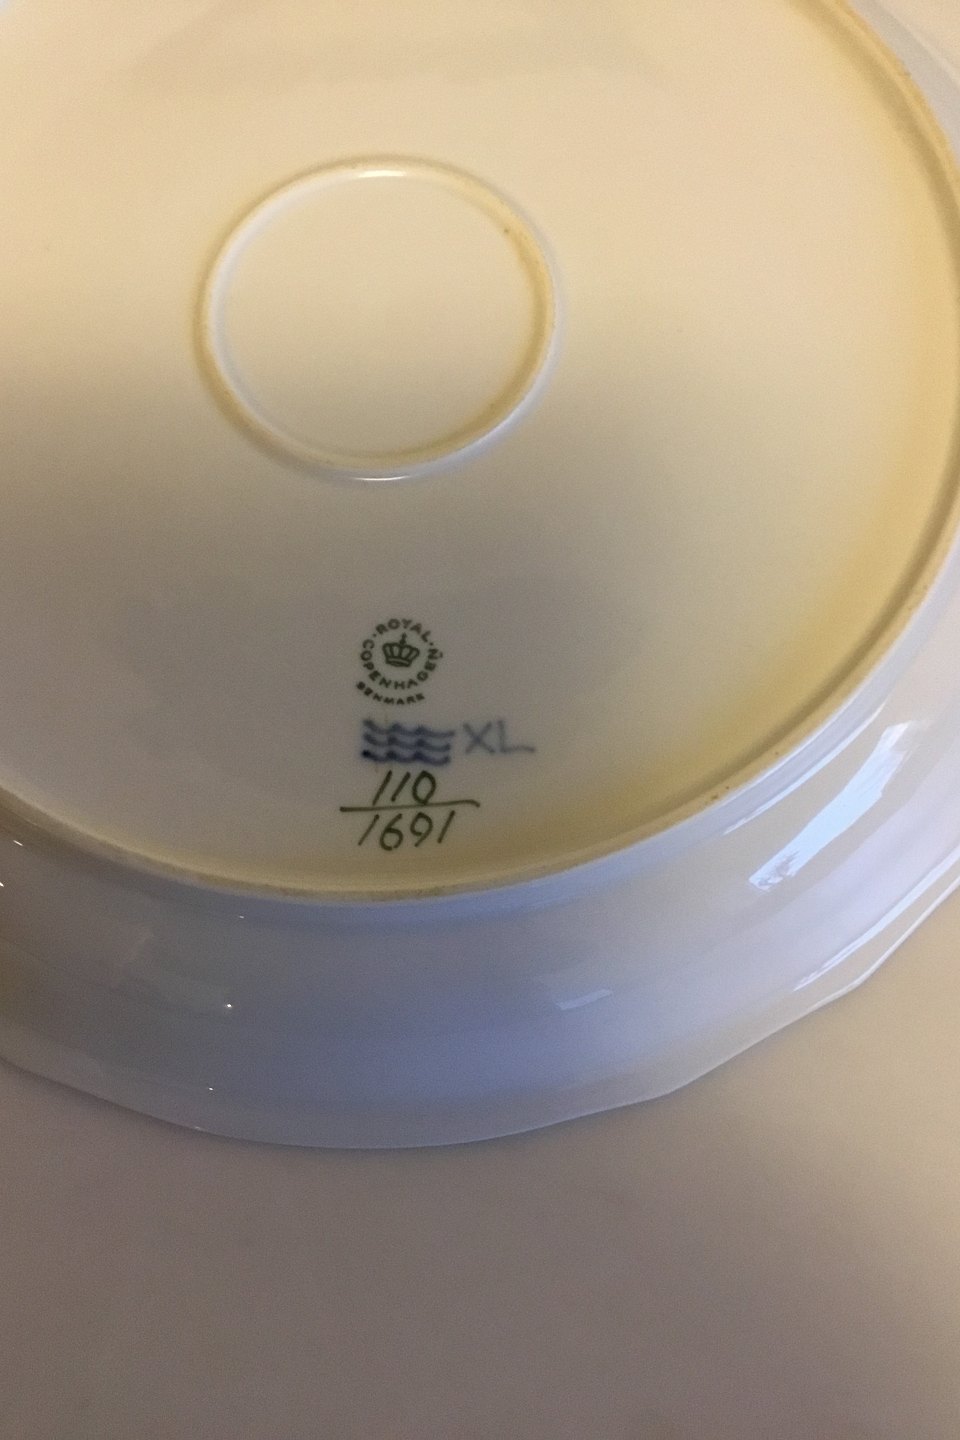 ROYAL
COPENHAGEN
DENMARK
XL
110
1691